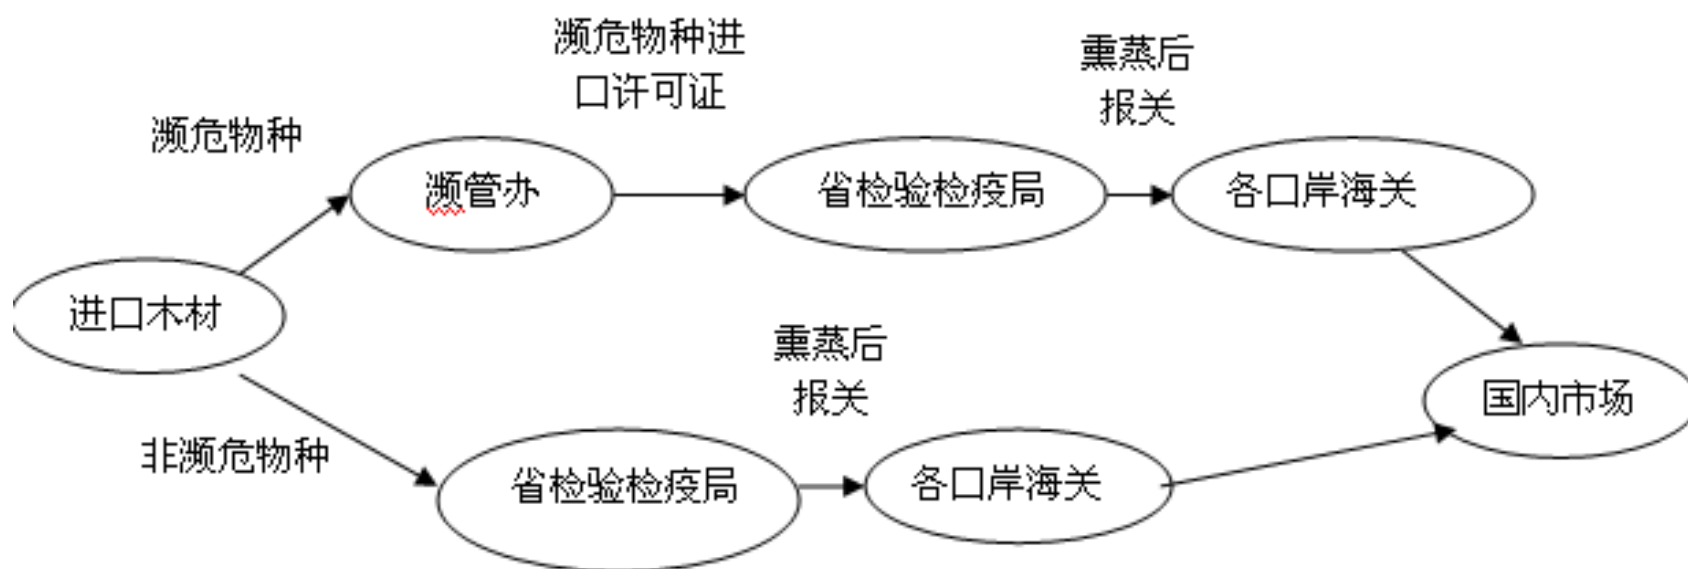 濒危物种进
口许可证
熏蒸后
报关
濒危物种
濒管办
省检验检疫局
各口岸海关
进口木材
熏蒸后
报关
国内市场
非濒危物种
省检验检疫局
各口岸海关